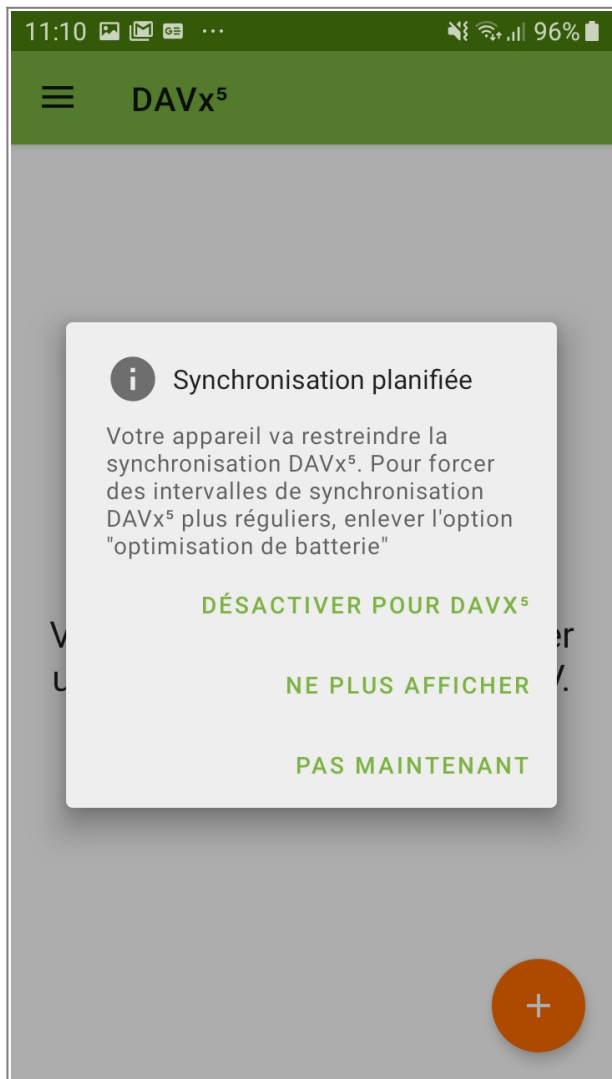 11:10 ... 96%
DAVx⁵
Synchronisation planifiée
Votre appareil va restreindre la
synchronisation DAVx⁵. Pour forcer
des intervalles de synchronisation
DAVx⁵ plus réguliers, enlever l'option
"optimisation de batterie"
DÉSACTIVER POUR DAVX⁵
NE PLUS AFFICHER
PAS MAINTENANT
+